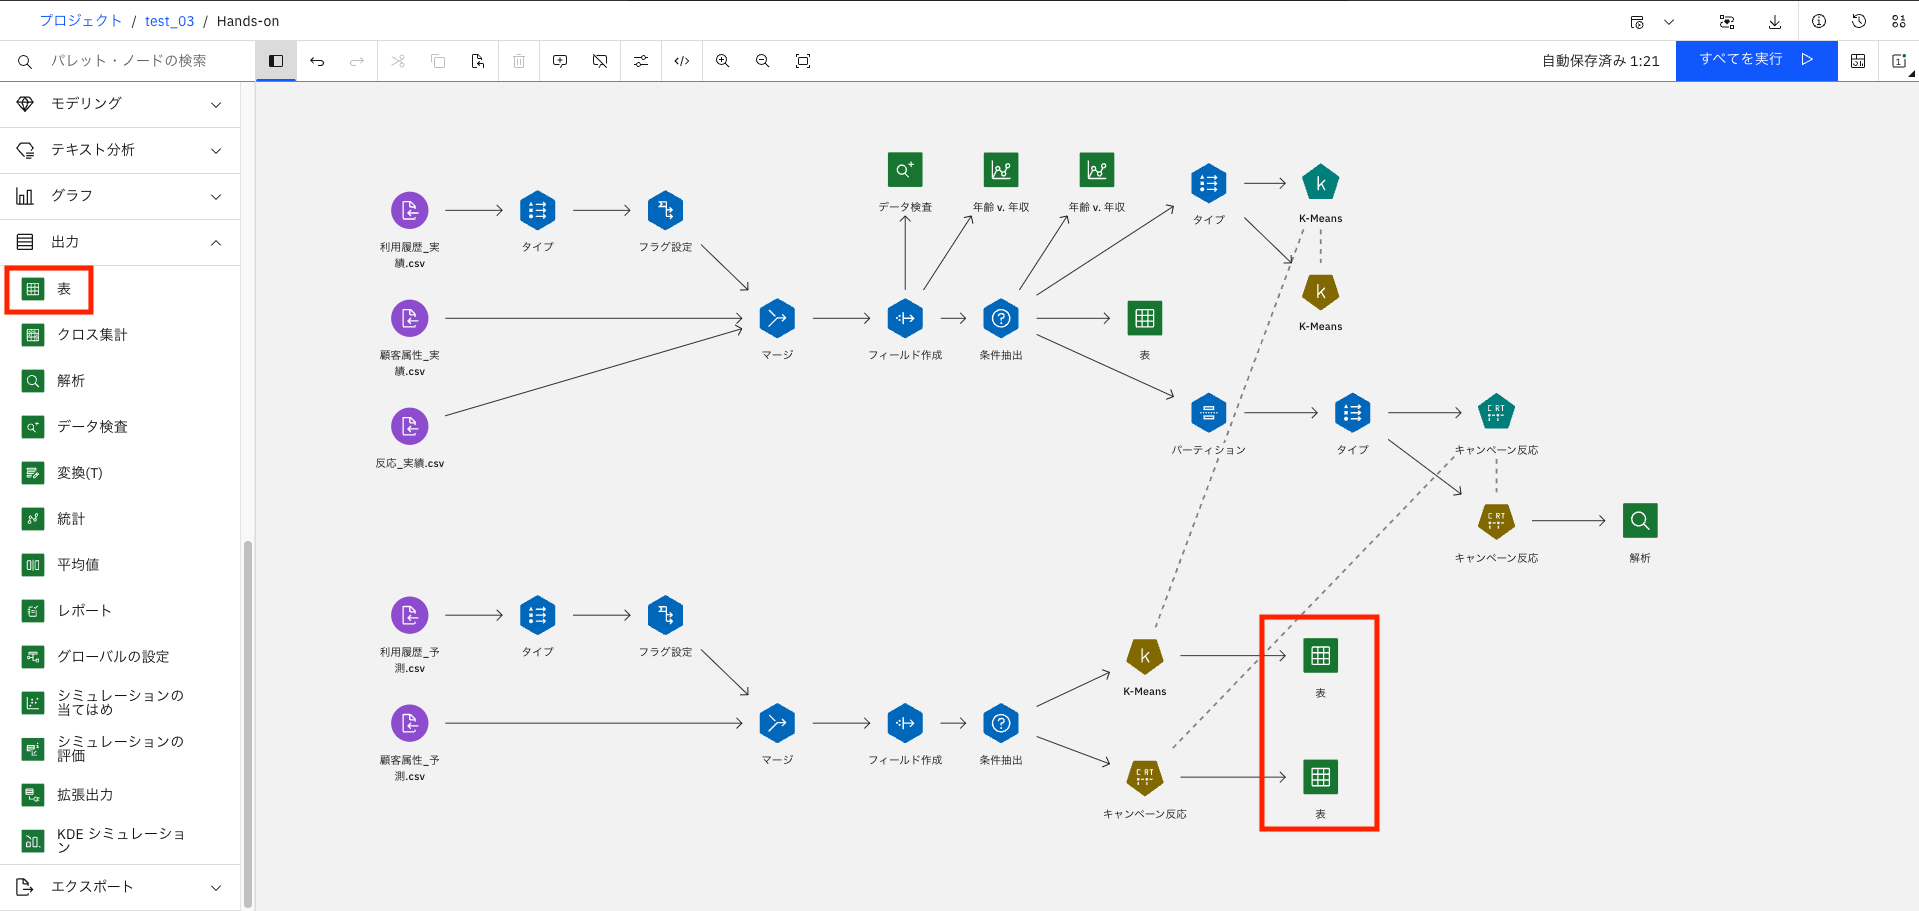 プロジェクト / test_03 / Hands-on
パレット・ノードの検索
自動保存済み 1:21
すべてを実行
モデリング
テキスト分析
グラフ
出力
表
クロス集計
解析
データ検査
変換(T)
統計
平均値
レポート
グローバルの設定
シミュレーションの
当てはめ
シミュレーションの
評価
拡張出力
KDE シミュレーショ
ン
エクスポート
データ検査
年齢 v. 年収
年齢 v. 年収
タイプ
k
K-Means
利用履歴_実
績.csv
タイプ
フラグ設定
k
K-Means
顧客属性_実
績.csv
マージ
フィールド作成
条件抽出
表
反応_実績.csv
パーティション
タイプ
C RT
キャンペーン反応
C RT
キャンペーン反応
解析
利用履歴_予
測.csv
タイプ
フラグ設定
k
K-Means
表
顧客属性_予
測.csv
マージ
フィールド作成
条件抽出
C RT
キャンペーン反応
表